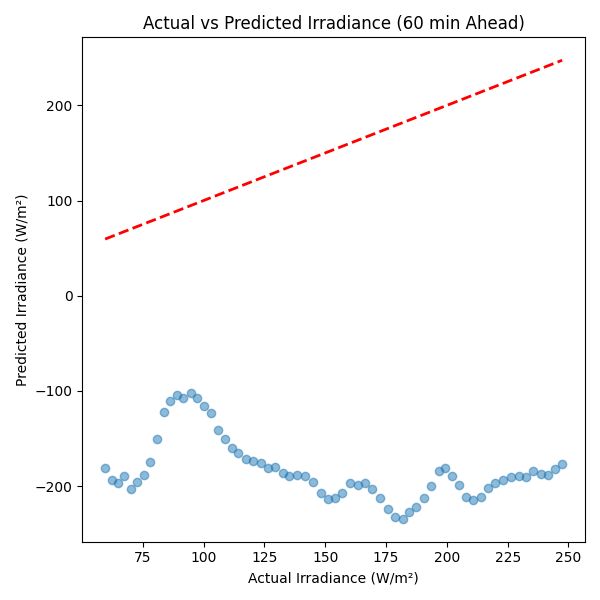 Actual vs Predicted Irradiance (60 min Ahead)
Predicted Irradiance (W/m²)
200
100
0
−100
−200
75 100 125 150 175 200 225 250
Actual Irradiance (W/m²)